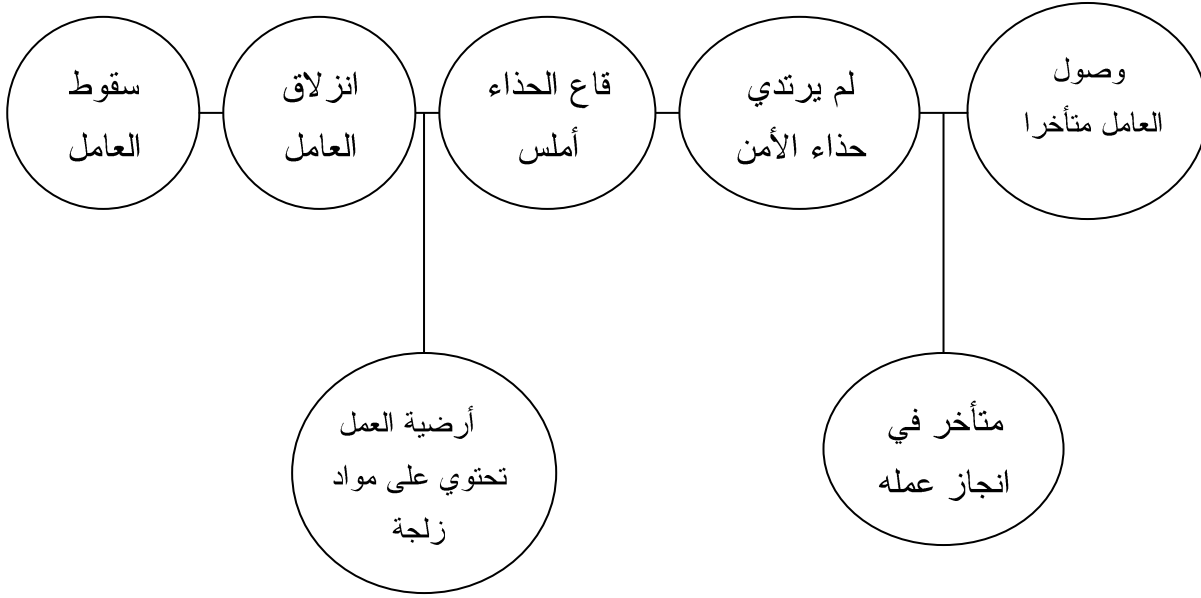 وصول
العامل متأخرا
لم يرتدي
حذاء الأمن
قاع الحذاء
أملس
انزلاق
العامل
سقوط
العامل
متأخر في
انجاز عمله
أرضية العمل
تحتوي على مواد
زلجة